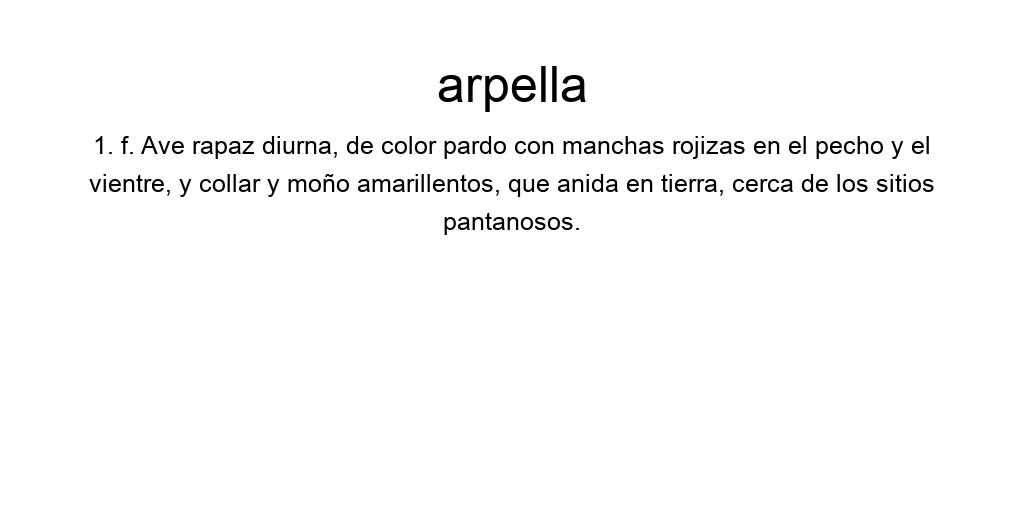 arpella
1. f. Ave rapaz diurna, de color pardo con manchas rojizas en el pecho y el
vientre, y collar y moño amarillentos, que anida en tierra, cerca de los sitios
pantanosos.